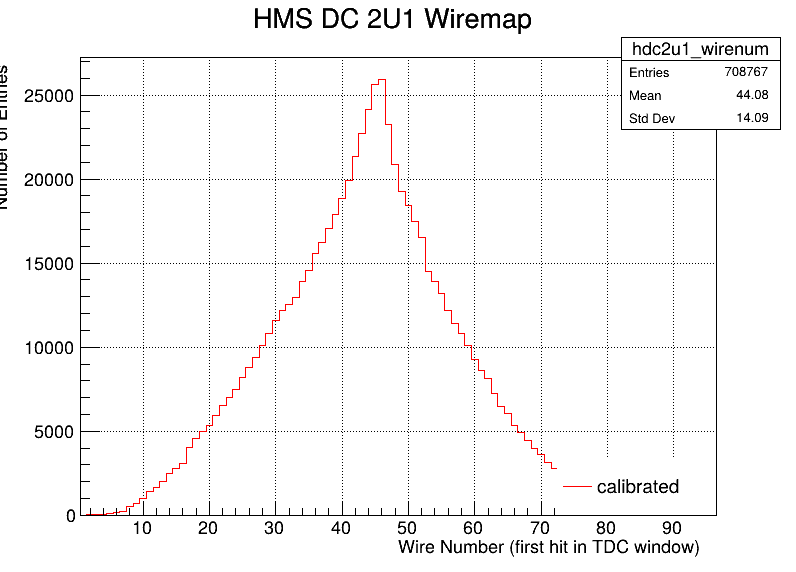 HMS DC 2U1 Wiremap
hdc2u1_wirenum
Entries 708767
Mean 44.08
Std Dev 14.09
Number of Entries
25000
20000
15000
10000
5000
0
calibrated
10 20 30 40 50 60 70 80 90
Wire Number (first hit in TDC window)